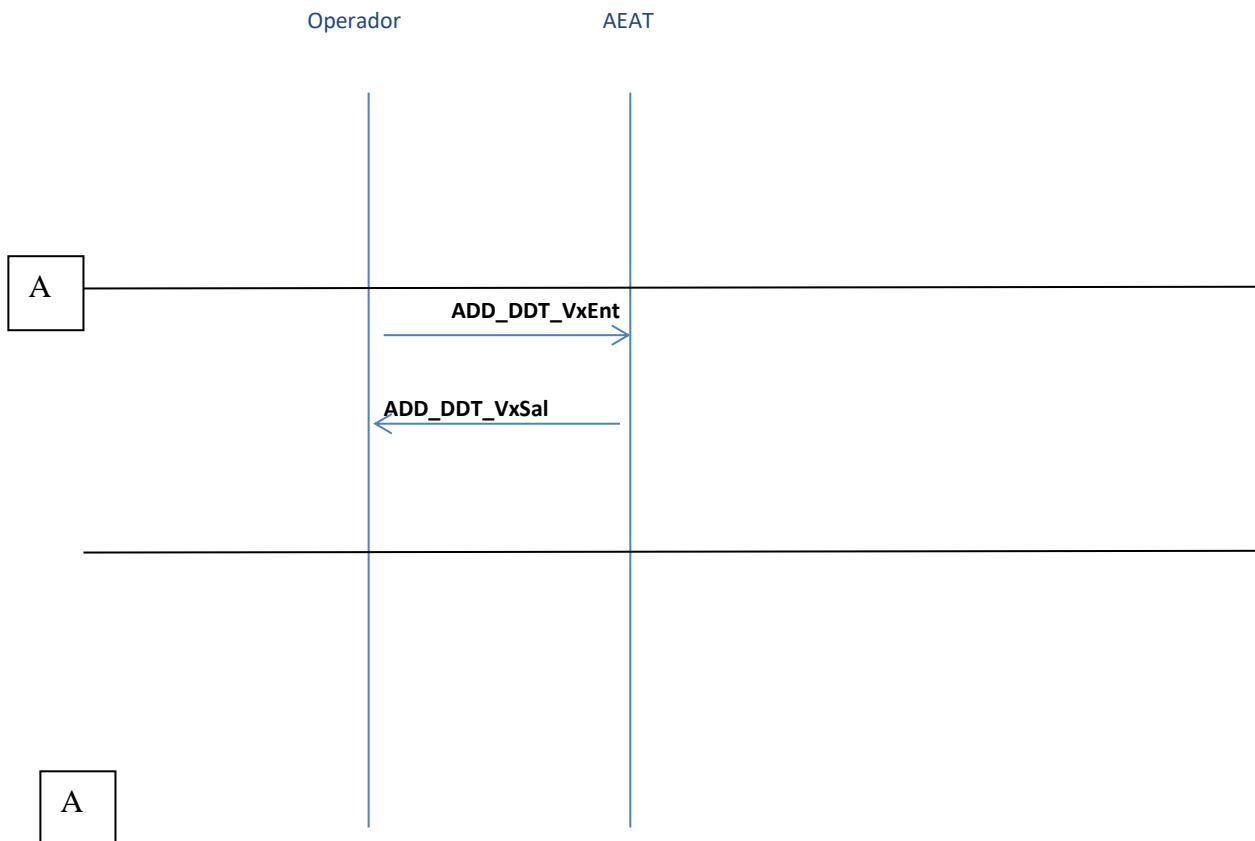 Operador AEAT
A
ADD_DDT_VxEnt
ADD_DDT_VxSal
A